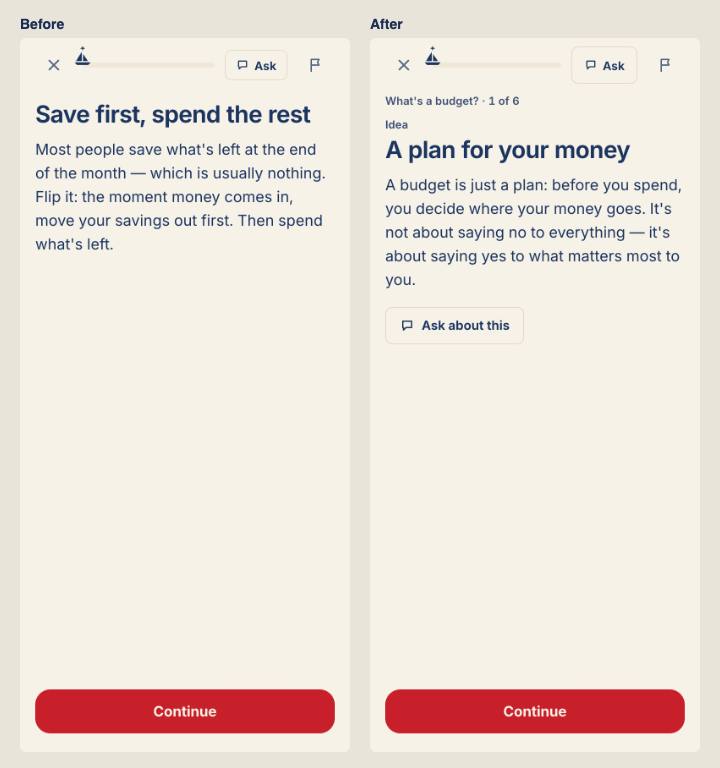 Before
Ask
Save first, spend the rest
Most people save what's left at the end
of the month — which is usually nothing.
Flip it: the moment money comes in,
move your savings out first. Then spend
what's left.
Continue
After
Ask
What's a budget? · 1 of 6
Idea
A plan for your money
A budget is just a plan: before you spend,
you decide where your money goes. It's
not about saying no to everything — it's
about saying yes to what matters most to
you.
Ask about this
Continue